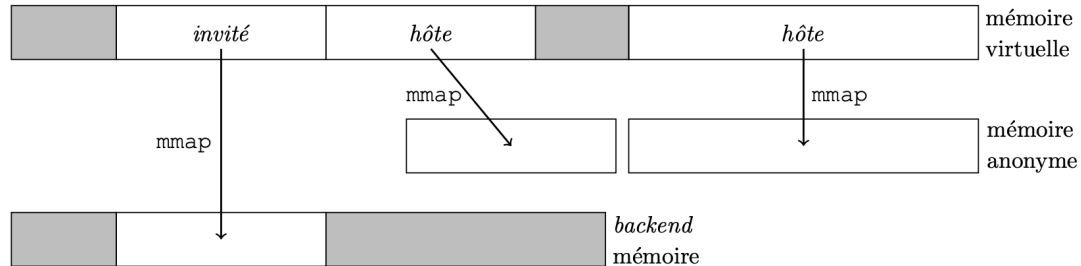 invité
hôte
hôte
mémoire
virtuelle
mmap
mmap
mmap
mémoire
anonyme
backend
mémoire